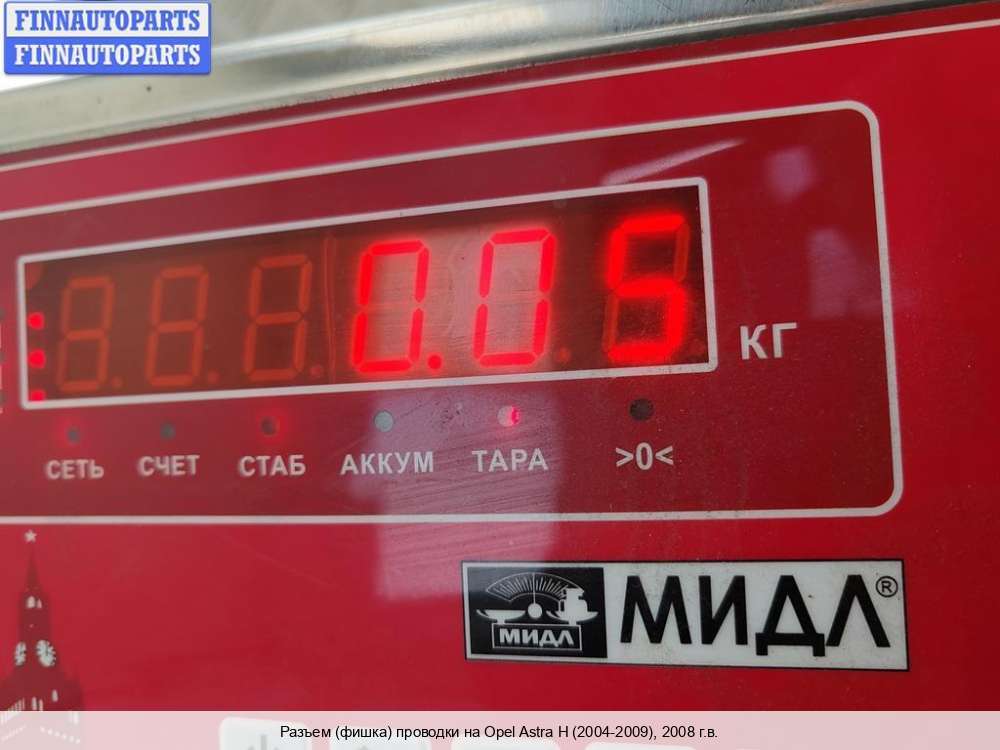 FINNAUTOPARTS
FINNAUTOPARTS
0.05
КГ
СЕТЬ СЧЕТ СТАБ АККУМ ТАРА >0<
МИДЛ МИДЛ®
Разъем (фишка) проводки на Opel Astra H (2004-2009), 2008 г.в.